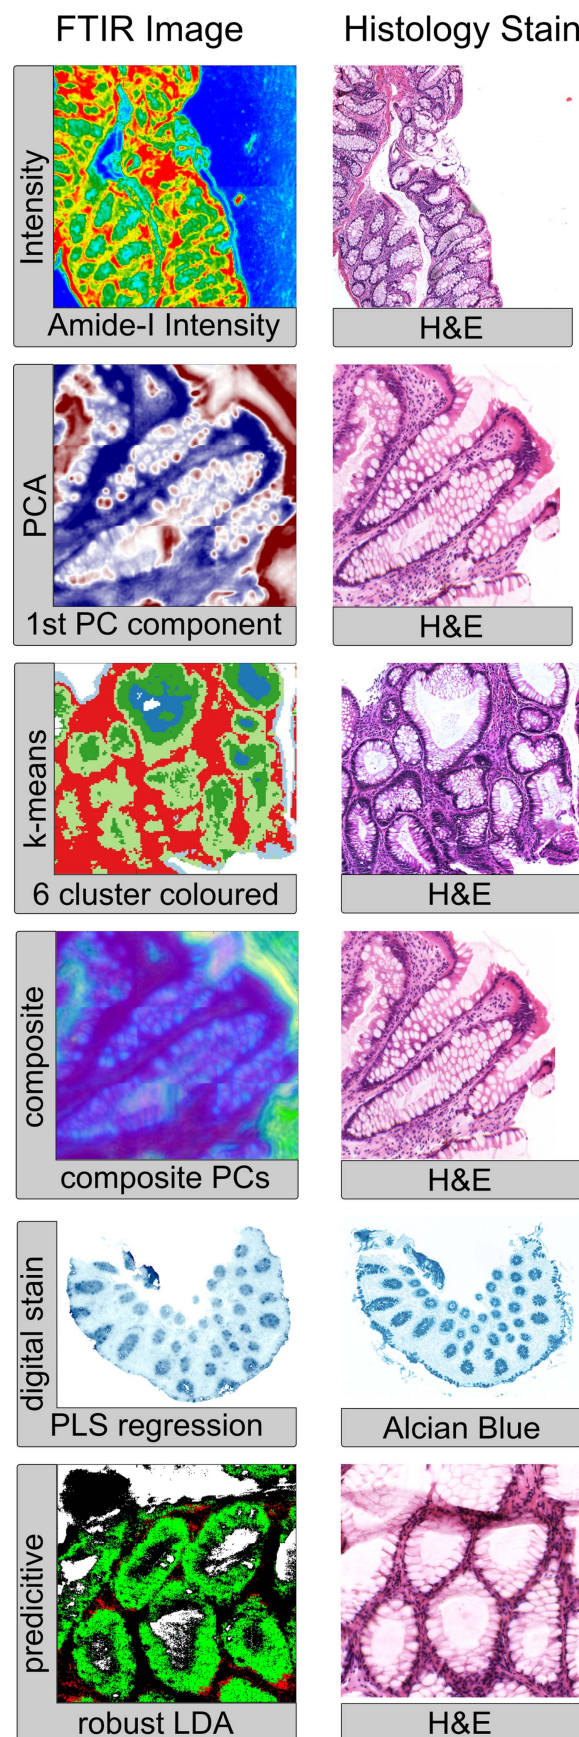 FTIR Image
Histology Stain
Intensity
Amide-I Intensity
H&E
PCA
1st PC component
H&E
k-means
6 cluster coloured
H&E
composite
composite PCs
H&E
digital stain
PLS regression
Alcian Blue
predicitive
robust LDA
H&E